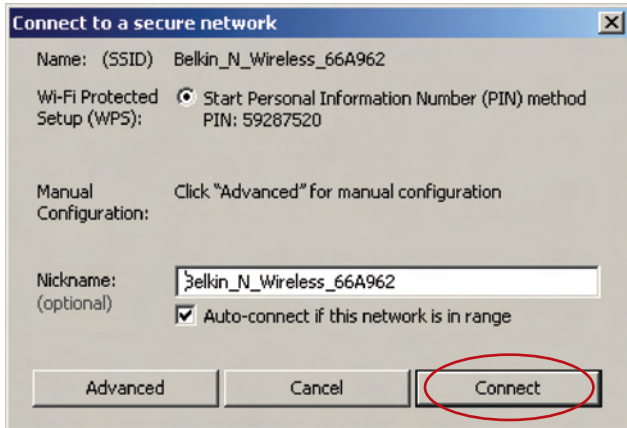 Connect to a secure network
Name: (SSID) Belkin_N_Wireless_66A962
Wi-Fi Protected Setup (WPS):
Start Personal Information Number (PIN) method
PIN: 59287520
Manual Configuration:
Click "Advanced" for manual configuration
Nickname:
(optional)
Belkin_N_Wireless_66A962
Auto-connect if this network is in range
Advanced Cancel Connect